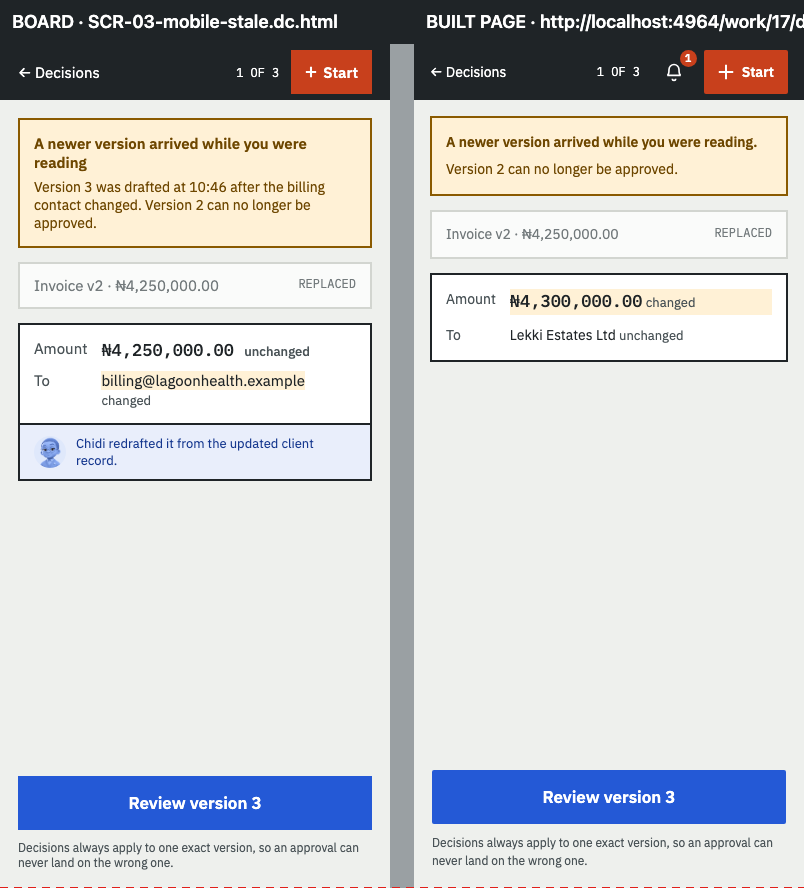 BOARD · SCR-03-mobile-stale.dc.html
← Decisions
1 OF 3
+ Start
A newer version arrived while you were
reading
Version 3 was drafted at 10:46 after the billing
contact changed. Version 2 can no longer be
approved.
Invoice v2 · ₦4,250,000.00
REPLACED
Amount ₦4,250,000.00 unchanged
To billing@lagoonhealth.example
changed
Chidi redrafted it from the updated client
record.
Review version 3
Decisions always apply to one exact version, so an approval can
never land on the wrong one.
BUILT PAGE · http://localhost:4964/work/17/d
← Decisions
1 OF 3
1
+ Start
A newer version arrived while you were reading.
Version 2 can no longer be approved.
Invoice v2 · ₦4,250,000.00
REPLACED
Amount ₦4,300,000.00 changed
To Lekki Estates Ltd unchanged
Review version 3
Decisions always apply to one exact version, so an approval can
never land on the wrong one.